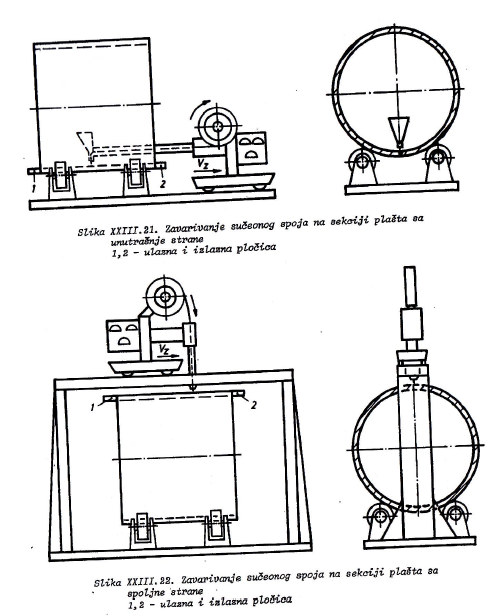 1
2
Vz
Slika XXIII.21. Zavarivanje sučeonog spoja na sekciji plašta sa
unutrašnje strane
1,2 - ulazna i izlazna pločica
Vz
1
2
Slika XXIII.22. Zavarivanje sučeonog spoja na sekciji plašta sa
spoljne strane
1,2 - ulazna i izlazna pločica